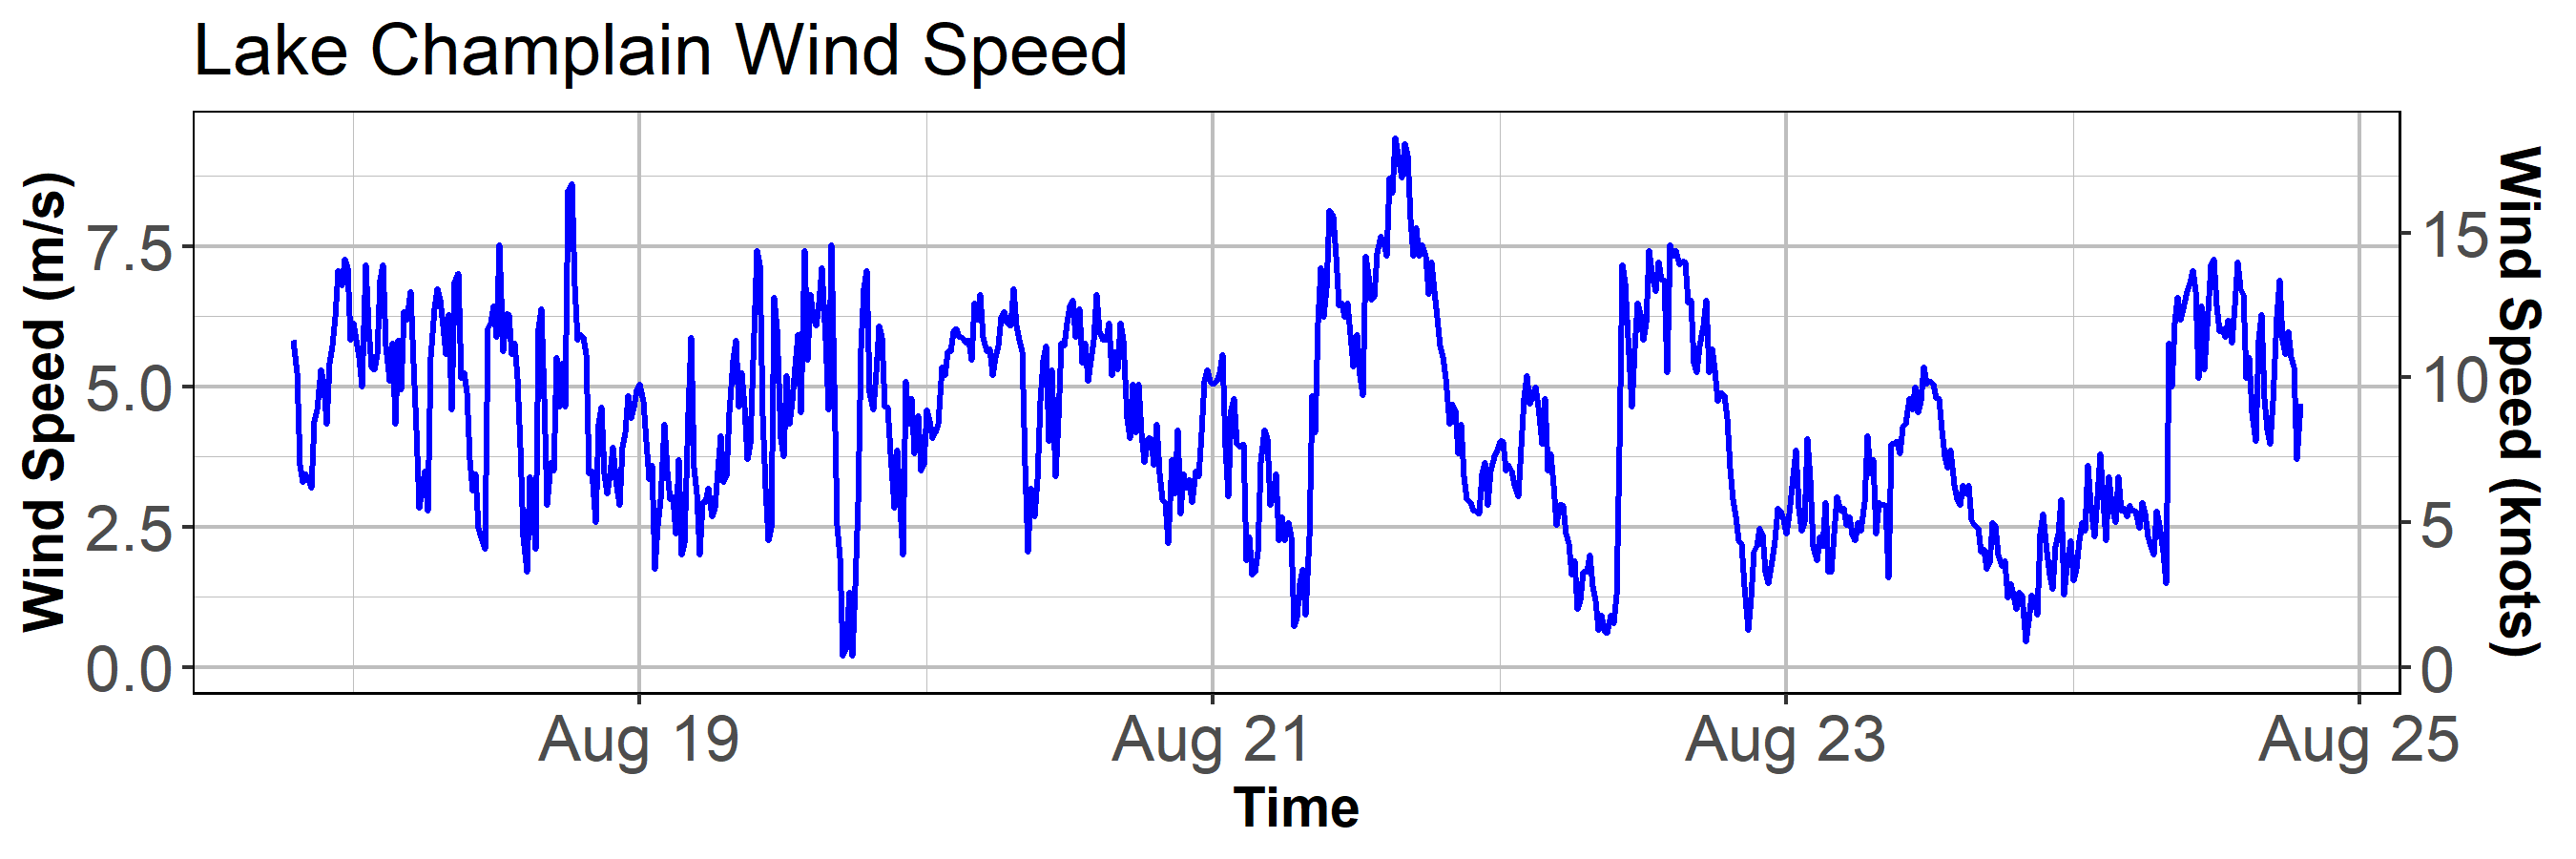 Lake Champlain Wind Speed
Wind Speed (m/s)
7.5
5.0
2.5
0.0
15
10
5
0
Wind Speed (knots)
Aug 19
Aug 21
Aug 23
Aug 25
Time